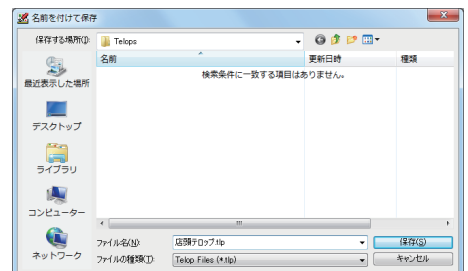 名前を付けて保存
保存する場所(I):
Telops
名前
更新日時
種類
検索条件に一致する項目はありません。
最近表示した場所
デスクトップ
ライブラリ
コンピューター
ネットワーク
ファイル名(N):
店頭テロップ.tlp
保存(S)
ファイルの種類(T):
Telop Files (*.tlp)
キャンセル